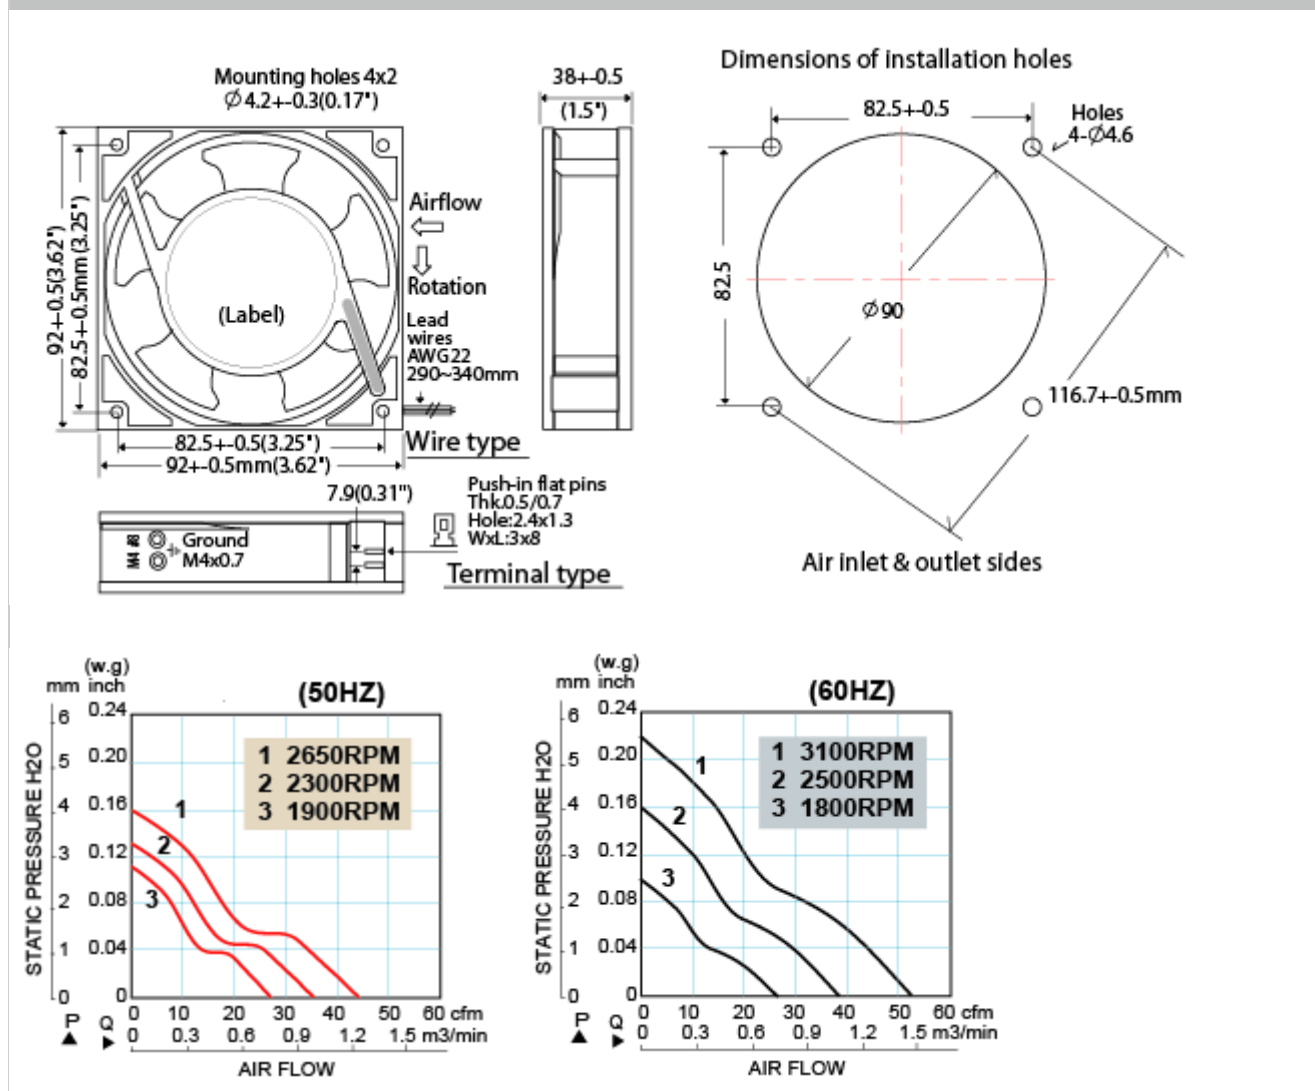 Dimensions of installation holes
Mounting holes 4x2
Ø4.2+-0.3(0.17")
38+-0.5
(1.5")
82.5+-0.5
Holes
4-Ø4.6
Airflow
Rotation
(Label)
Lead
wires
AWG22
290~340mm
92+-0.5(3.62")
82.5+-0.5mm(3.25")
82.5
Ø90
116.7+-0.5mm
82.5+-0.5(3.25")
92+-0.5mm(3.62")
Wire type
7.9(0.31")
Push-in flat pins
Thk.0.5/0.7
Hole:2.4x1.3
WxL:3x8
Ground
M4x0.7
Terminal type
Air inlet & outlet sides
(w.g)
mm inch
(50HZ)
STATIC PRESSURE H2O
6
5
4
3
2
1
0
0.24
0.20
0.16
0.12
0.08
0.04
0
1 2650RPM
2 2300RPM
3 1900RPM
1
2
3
0 10 20 30 40 50 60 cfm
P Q
0 0.3 0.6 0.9 1.2 1.5 m3/min
AIR FLOW
(w.g)
mm inch
(60HZ)
STATIC PRESSURE H2O
6
5
4
3
2
1
0
0.24
0.20
0.16
0.12
0.08
0.04
0
1 3100RPM
2 2500RPM
3 1800RPM
1
2
3
0 10 20 30 40 50 60 cfm
P Q
0 0.3 0.6 0.9 1.2 1.5 m3/min
AIR FLOW